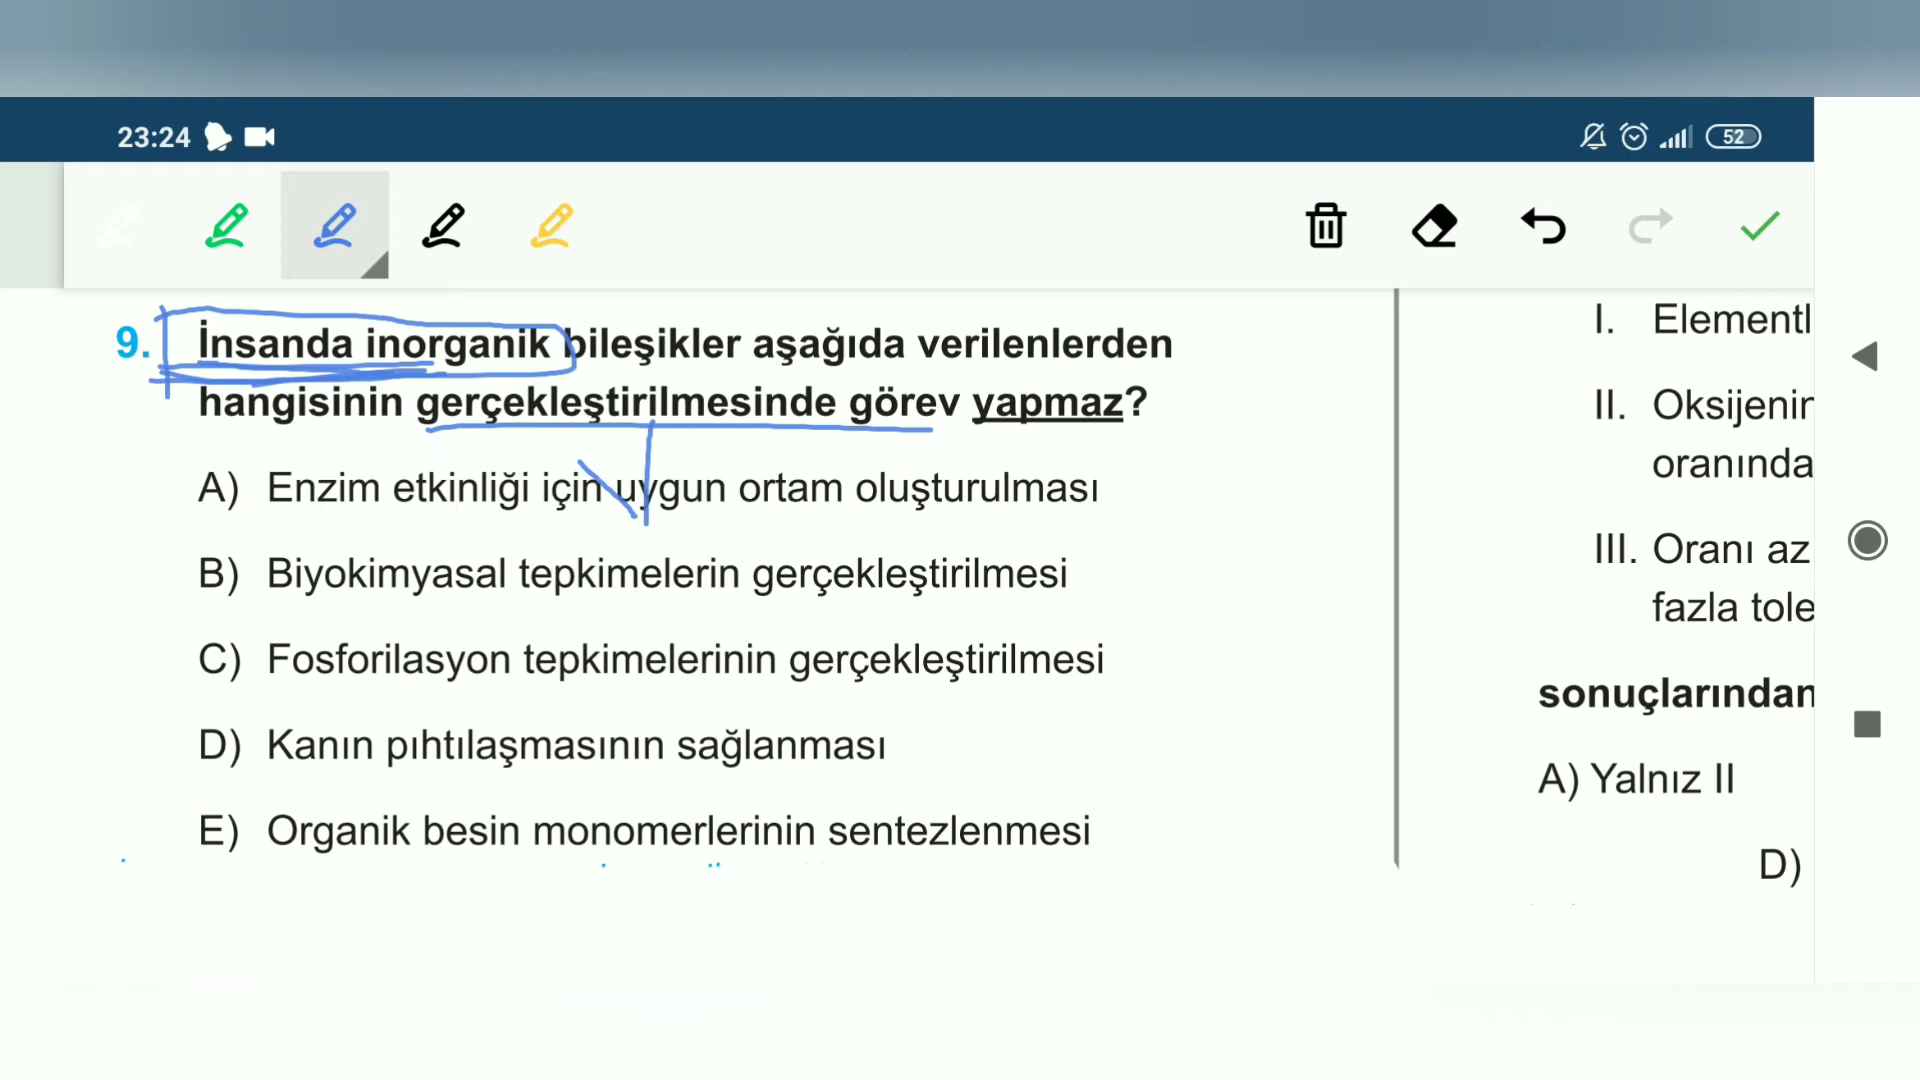 23:24
52
9. İnsanda inorganik bileşikler aşağıda verilenlerden
hangisinin gerçekleştirilmesinde görev yapmaz?
A) Enzim etkinliği için uygun ortam oluşturulması
B) Biyokimyasal tepkimelerin gerçekleştirilmesi
C) Fosforilasyon tepkimelerinin gerçekleştirilmesi
D) Kanın pıhtılaşmasının sağlanması
E) Organik besin monomerlerinin sentezlenmesi
I. Elementl
II. Oksijenin
oranında
III. Oranı az
fazla tole
sonuçlarından
A) Yalnız II
D)